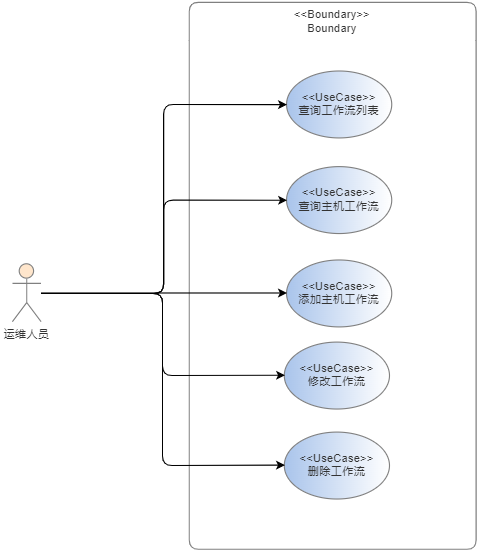 <<Boundary>>
Boundary
<<UseCase>>
查询工作流列表
<<UseCase>>
查询主机工作流
<<UseCase>>
添加主机工作流
运维人员
<<UseCase>>
修改工作流
<<UseCase>>
删除工作流